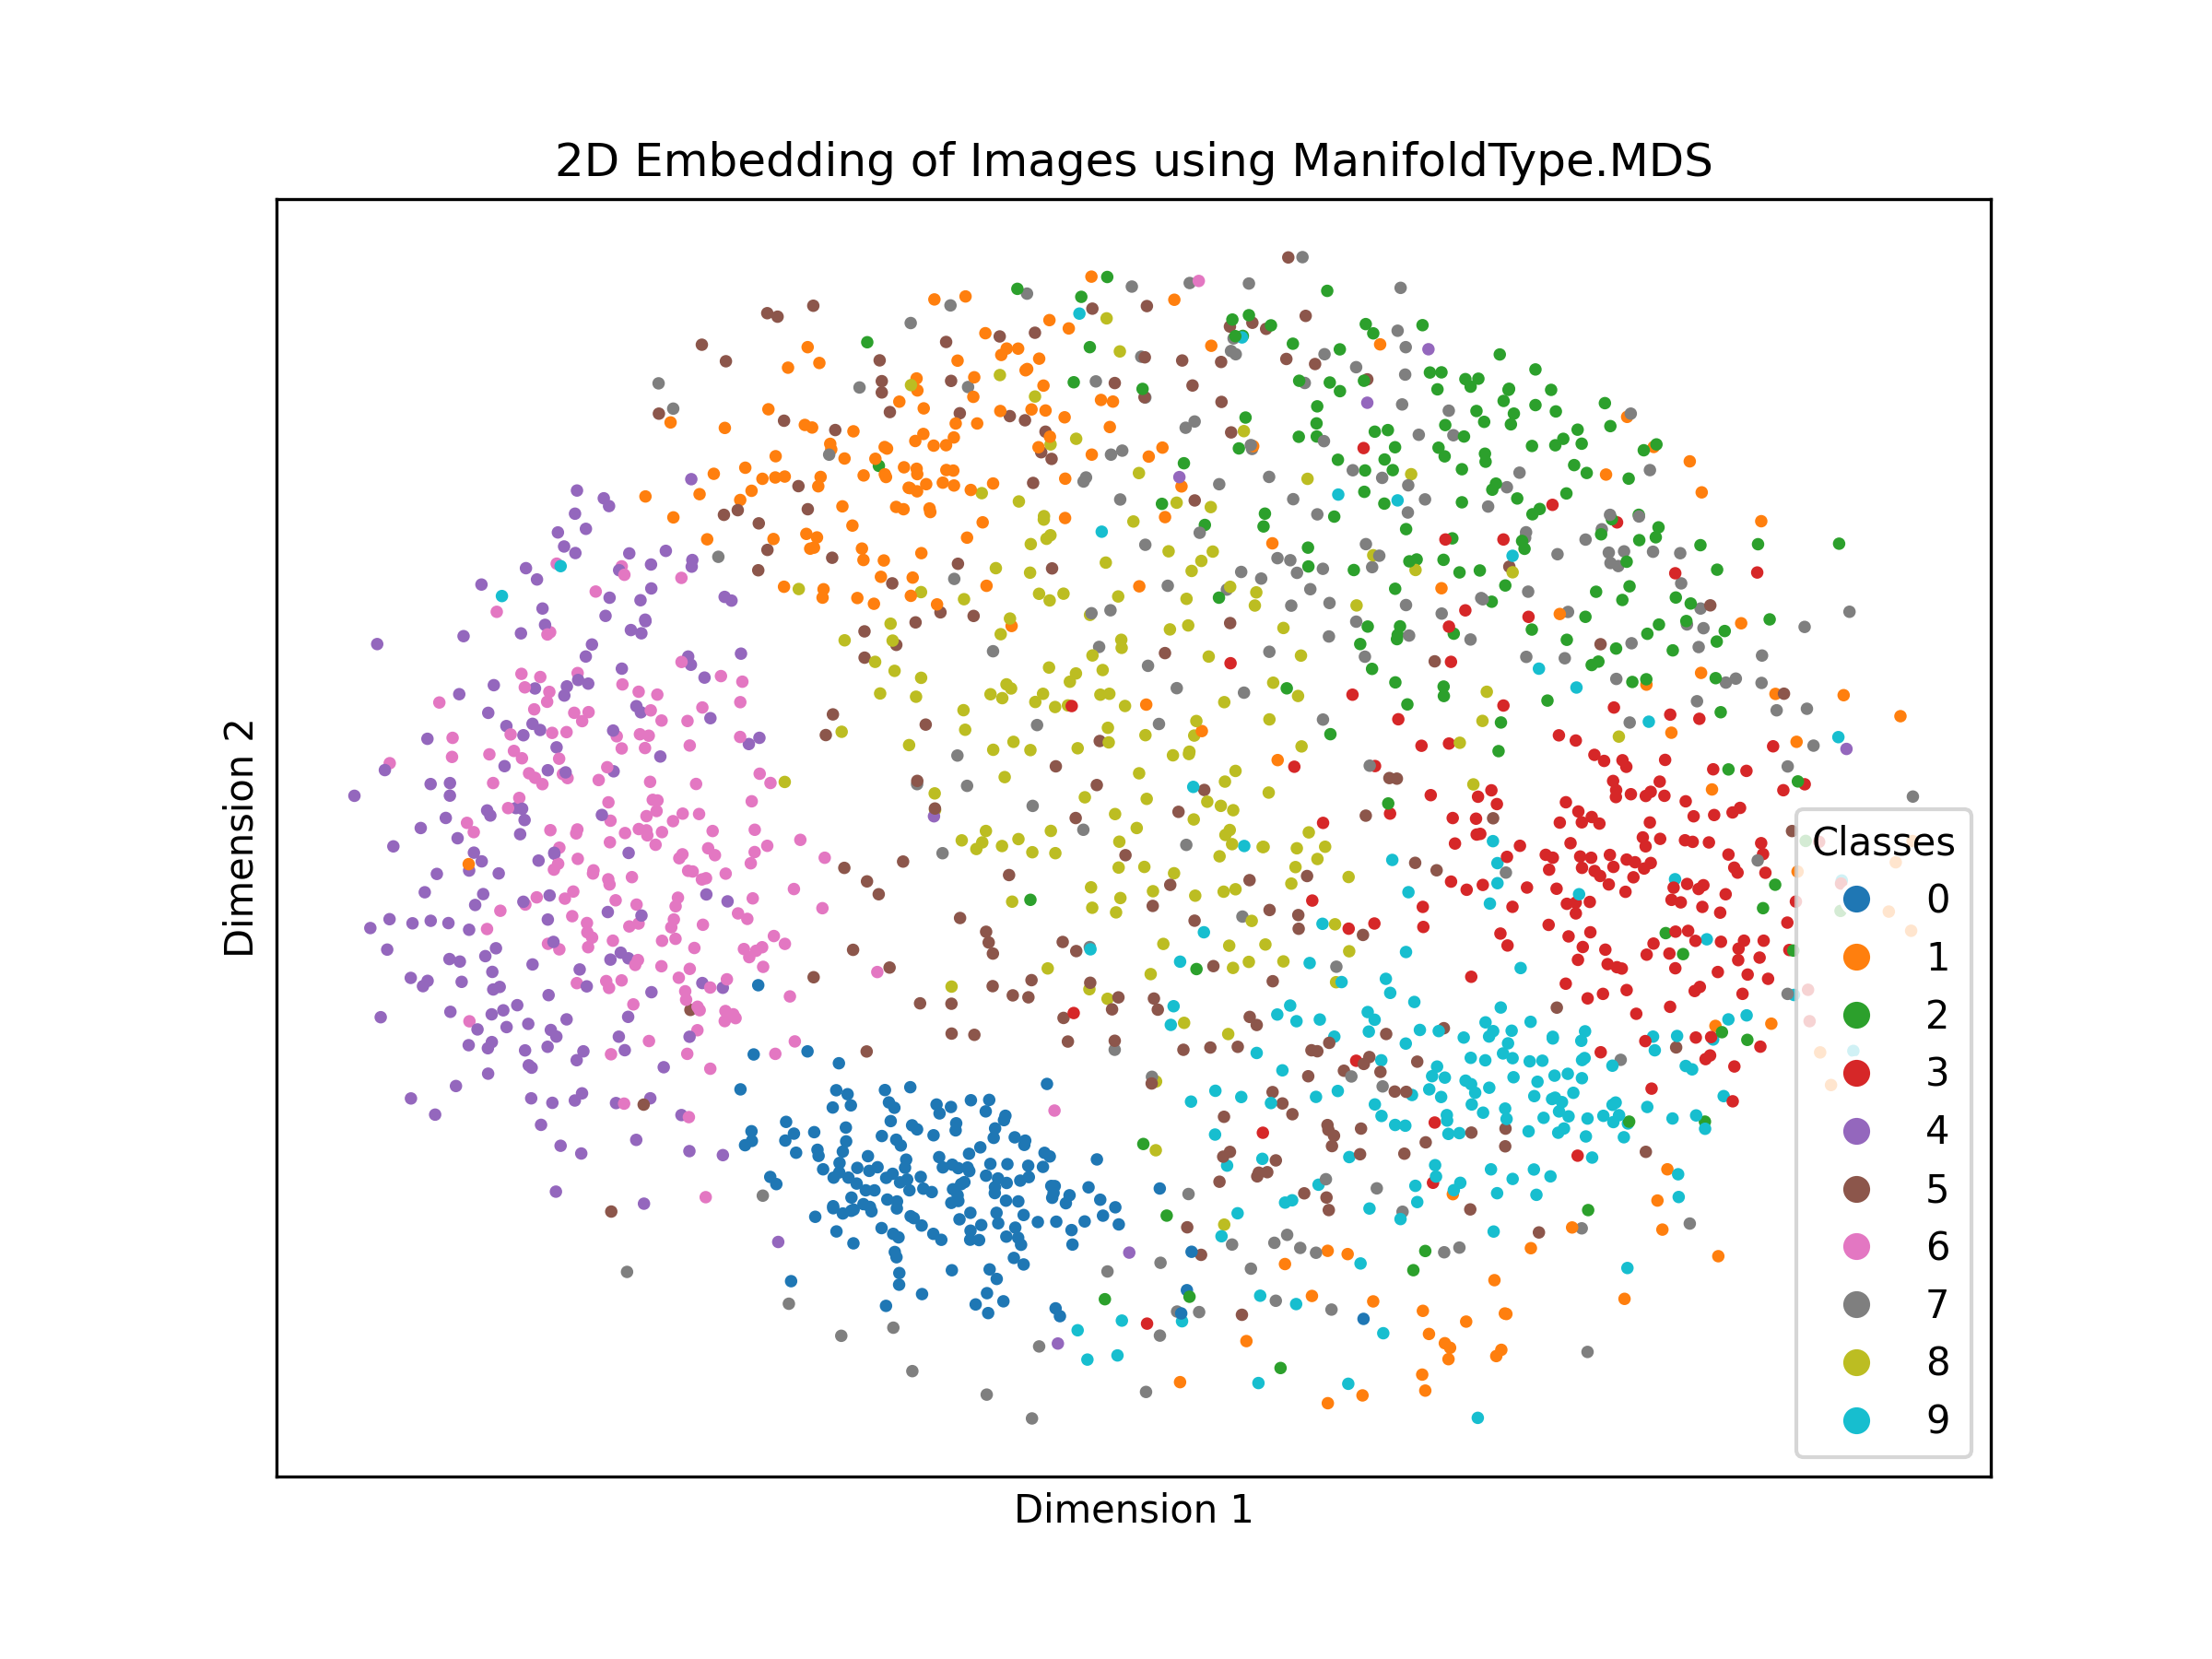 2D Embedding of Images using ManifoldType.MDS
Dimension 2
Classes
0
1
2
3
4
5
6
7
8
9
Dimension 1